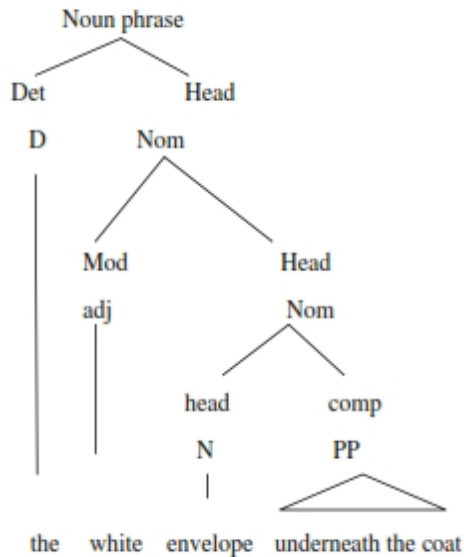 Noun phrase
Det Head
D Nom
Mod Head
adj Nom
head comp
N PP
the white envelope underneath the coat